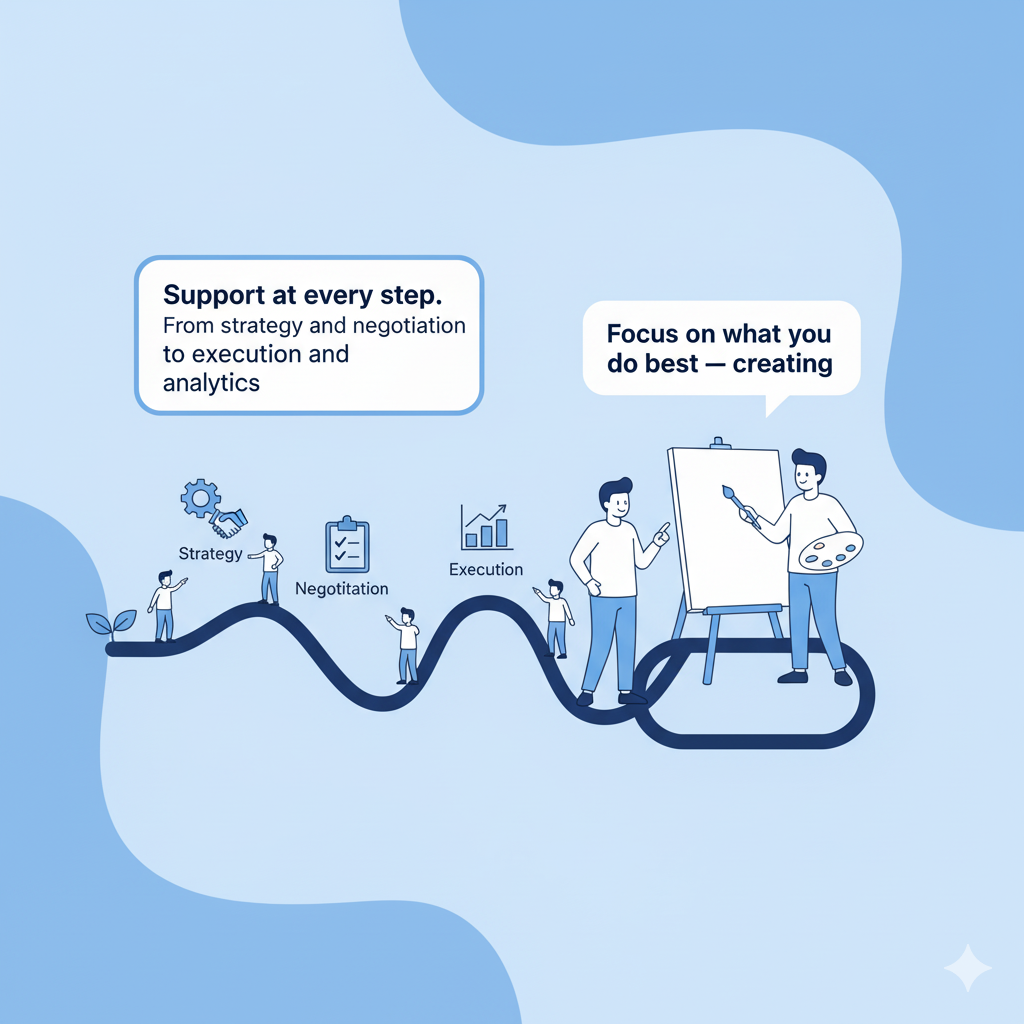 Support at every step.
From strategy and negotiation
to execution and
analytics
Focus on what you
do best — creating
Strategy
Negotitation
Execution